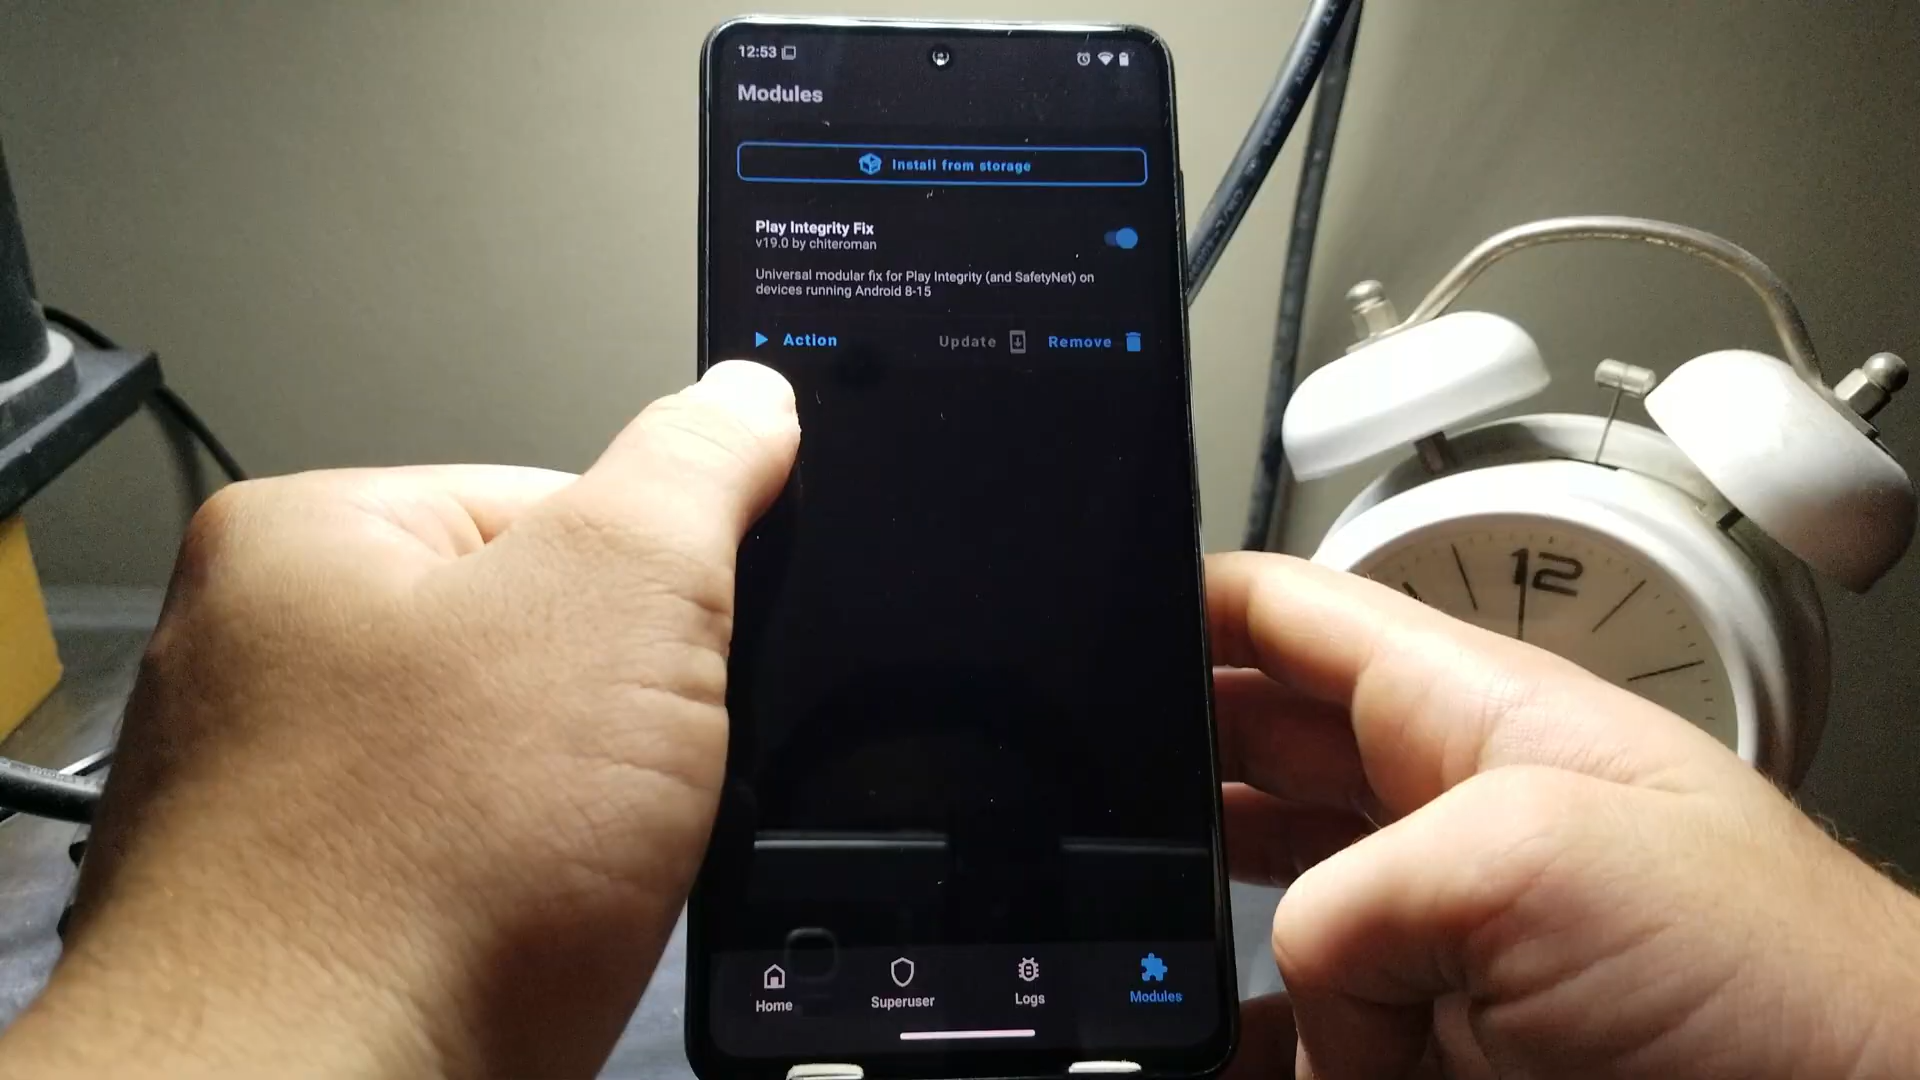 12:53
Modules
Install from storage
Play Integrity Fix
v19.0 by chiteroman
Universal modular fix for Play Integrity (and SafetyNet) on
devices running Android 8-15
Action
Update
Remove
Home
Superuser
Logs
Modules
12